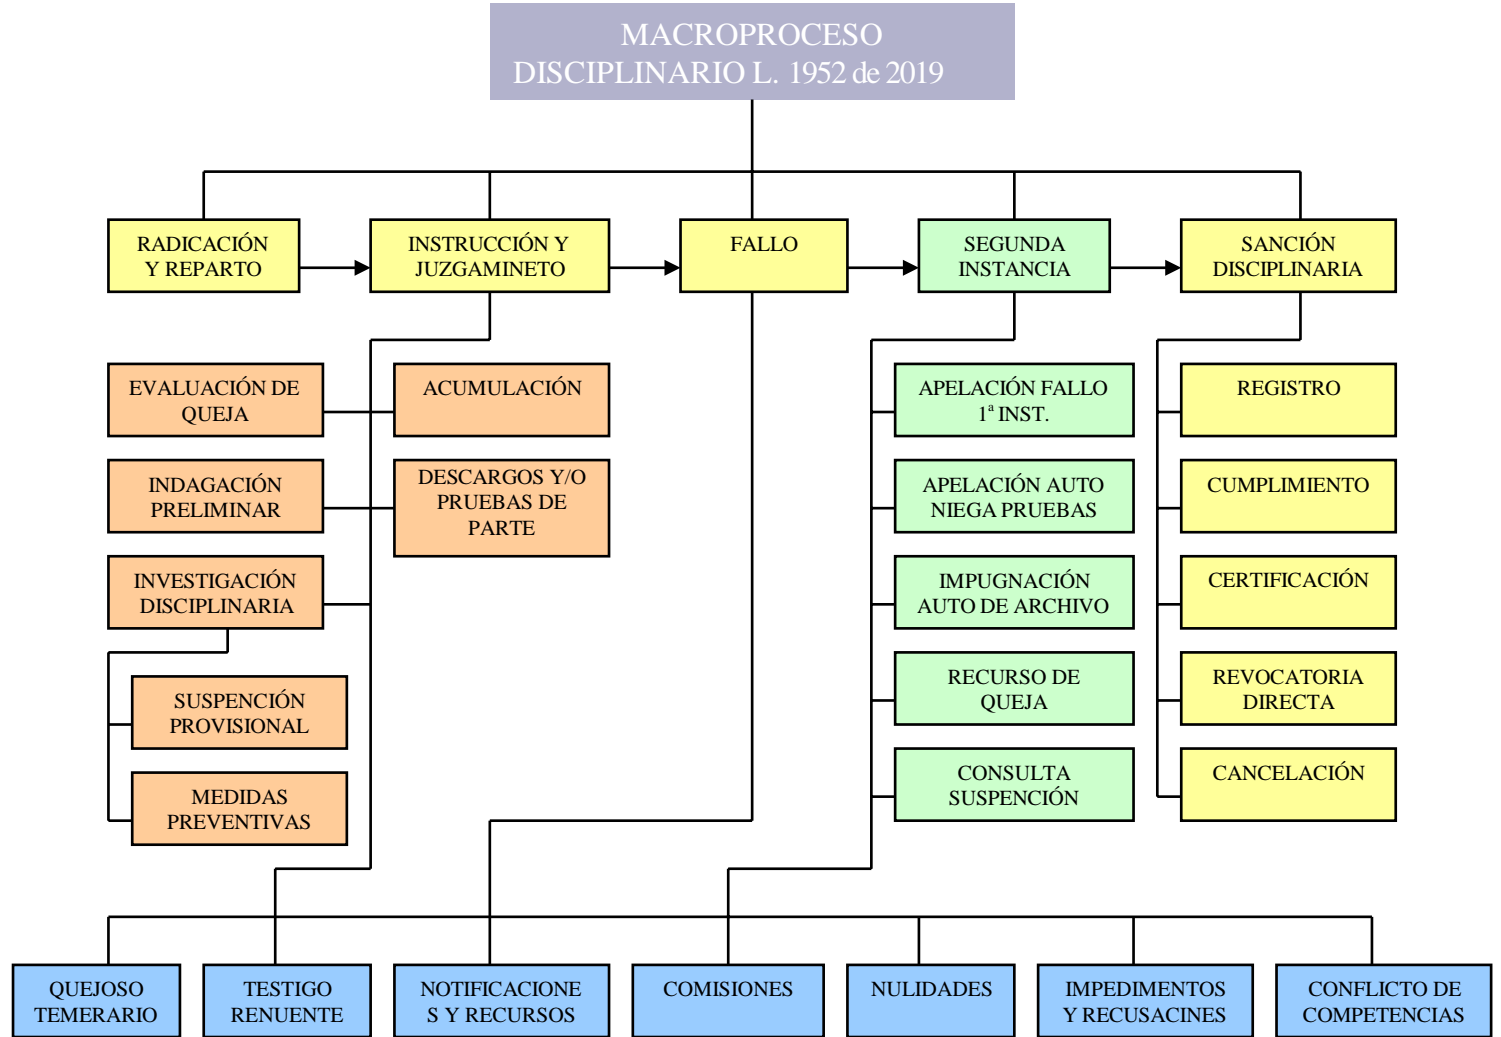 MACROPROCESO
DISCIPLINARIO L. 1952 de 2019
RADICACIÓN
Y REPARTO
INSTRUCCIÓN Y
JUZGAMINETO
FALLO
SEGUNDA
INSTANCIA
SANCIÓN
DISCIPLINARIA
EVALUACIÓN DE
QUEJA
ACUMULACIÓN
APELACIÓN FALLO
1ª INST.
REGISTRO
INDAGACIÓN
PRELIMINAR
DESCARGOS Y/O
PRUEBAS DE
PARTE
APELACIÓN AUTO
NIEGA PRUEBAS
CUMPLIMIENTO
INVESTIGACIÓN
DISCIPLINARIA
IMPUGNACIÓN
AUTO DE ARCHIVO
CERTIFICACIÓN
SUSPENCIÓN
PROVISIONAL
RECURSO DE
QUEJA
REVOCATORIA
DIRECTA
MEDIDAS
PREVENTIVAS
CONSULTA
SUSPENCIÓN
CANCELACIÓN
QUEJOSO
TEMERARIO
TESTIGO
RENUENTE
NOTIFICACIONE
S Y RECURSOS
COMISIONES
NULIDADES
IMPEDIMENTOS
Y RECUSACINES
CONFLICTO DE
COMPETENCIAS